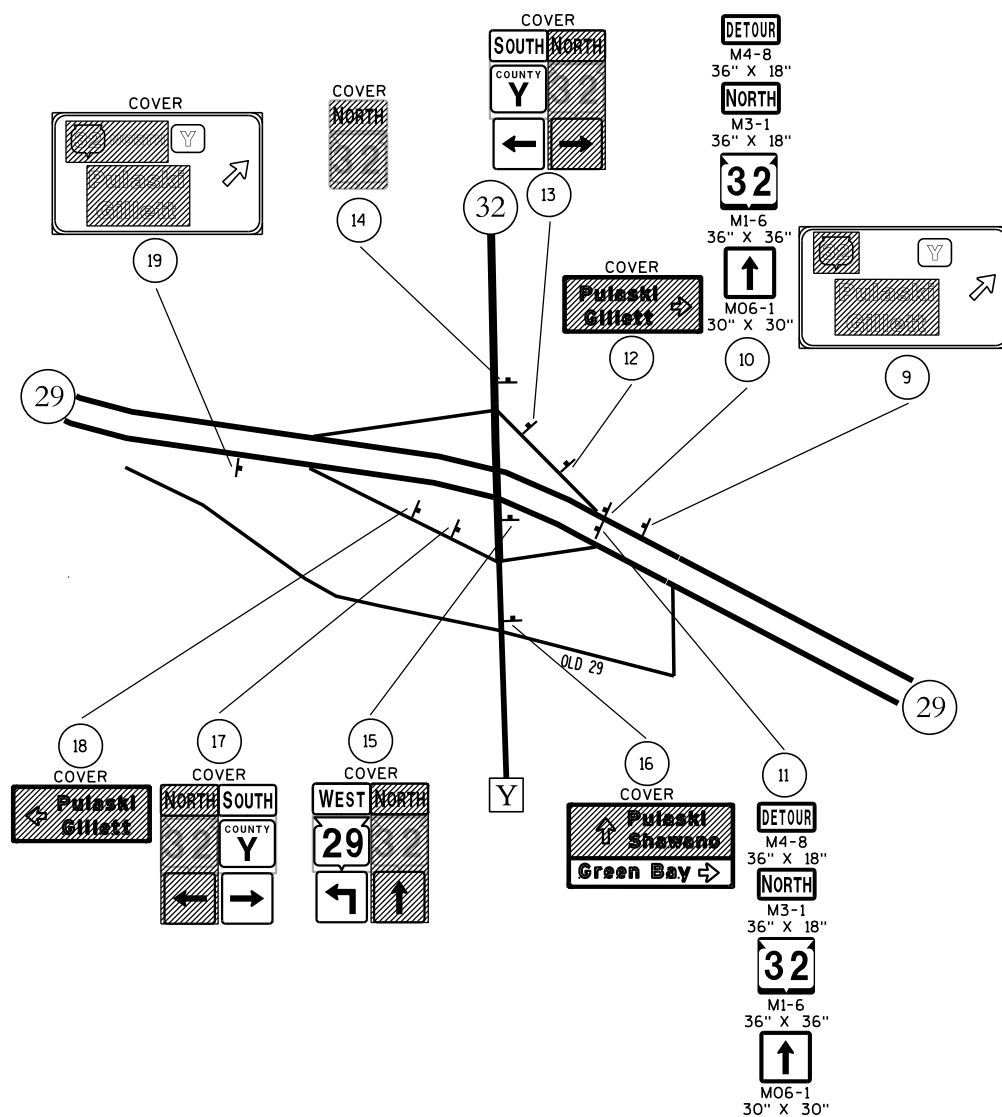 COVER
SOUTH NORTH
COUNTY
Y 32
DETOUR
M4-8
36" X 18"
NORTH
M3-1
36" X 18"
32
M1-6
36" X 36"
M06-1
30" X 30"
COVER
NORTH
32
COVER
Y
Pulaski
Gillett
COVER
Pulaski
Gillett
Y
Pulaski
Gillett
19
14
13
12
10
9
32
29
29
Y
OLD 29
18
17
15
16
11
COVER
Pulaski
Gillett
COVER
NORTH SOUTH
32 COUNTY
Y
COVER
WEST NORTH
29 32
COVER
Pulaski
Shawano
Green Bay
DETOUR
M4-8
36" X 18"
NORTH
M3-1
36" X 18"
32
M1-6
36" X 36"
M06-1
30" X 30"